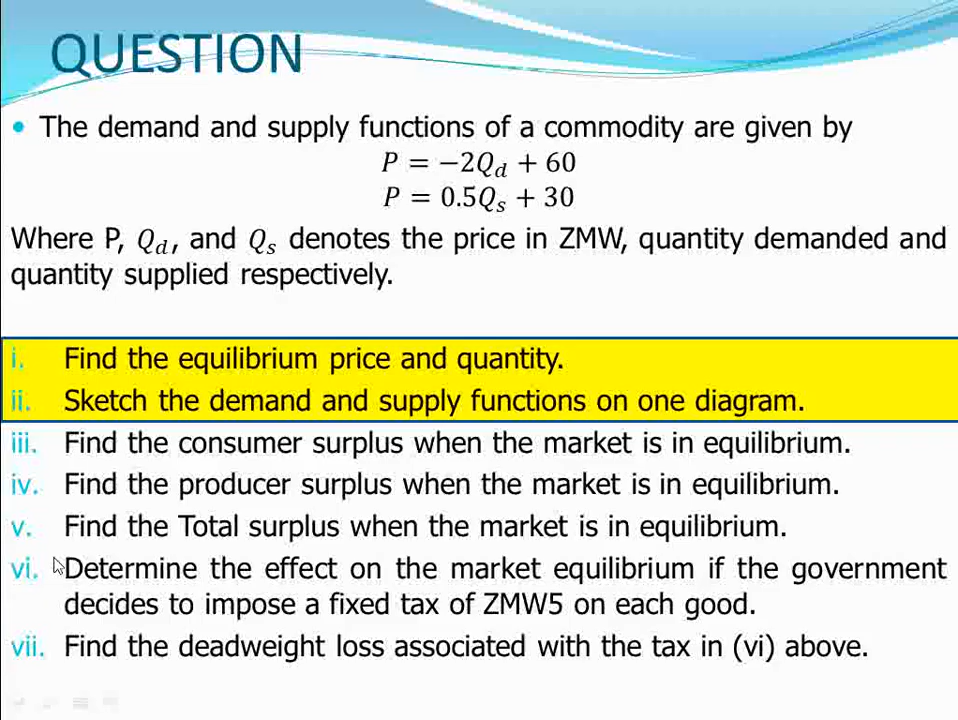 QUESTION
• The demand and supply functions of a commodity are given by
P = −2Q_d + 60
P = 0.5Q_s + 30
Where P, Q_d, and Q_s denotes the price in ZMW, quantity demanded and
quantity supplied respectively.
i. Find the equilibrium price and quantity.
ii. Sketch the demand and supply functions on one diagram.
iii. Find the consumer surplus when the market is in equilibrium.
iv. Find the producer surplus when the market is in equilibrium.
v. Find the Total surplus when the market is in equilibrium.
vi. Determine the effect on the market equilibrium if the government
decides to impose a fixed tax of ZMW5 on each good.
vii. Find the deadweight loss associated with the tax in (vi) above.